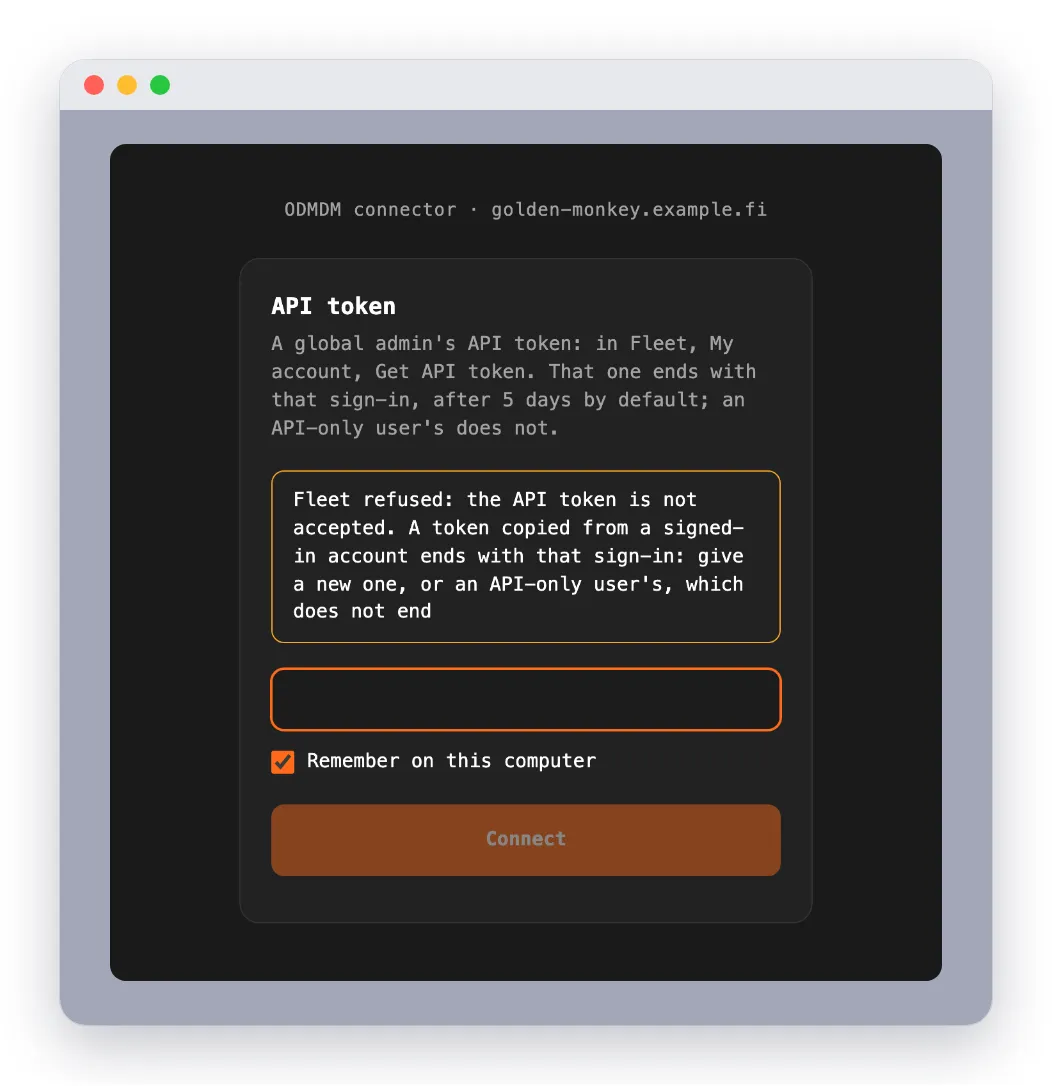 ODMDM connector · golden-monkey.example.fi
API token
A global admin's API token: in Fleet, My
account, Get API token. That one ends with
that sign-in, after 5 days by default; an
API-only user's does not.
Fleet refused: the API token is not
accepted. A token copied from a signed-
in account ends with that sign-in: give
a new one, or an API-only user's, which
does not end
Remember on this computer
Connect